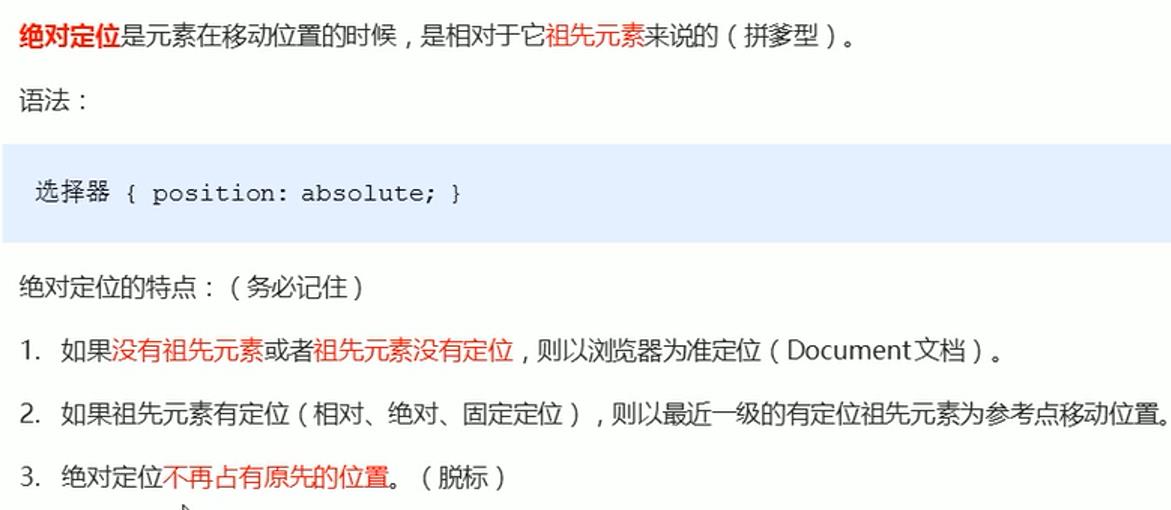 绝对定位是元素在移动位置的时候，是相对于它祖先元素来说的（拼爹型）。
语法：
选择器 { position: absolute; }
绝对定位的特点：（务必记住）
1. 如果没有祖先元素或者祖先元素没有定位，则以浏览器为准定位（Document文档）。
2. 如果祖先元素有定位（相对、绝对、固定定位），则以最近一级的有定位祖先元素为参考点移动位置。
3. 绝对定位不再占有原先的位置。（脱标）